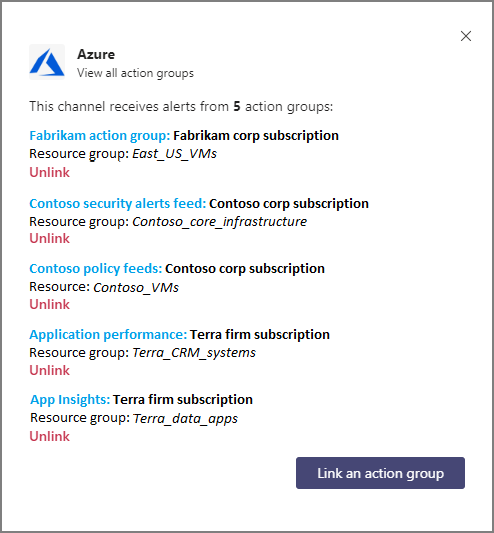 Azure
View all action groups
This channel receives alerts from 5 action groups:
Fabrikam action group: Fabrikam corp subscription
Resource group: East_US_VMs
Unlink
Contoso security alerts feed: Contoso corp subscription
Resource group: Contoso_core_infrastructure
Unlink
Contoso policy feeds: Contoso corp subscription
Resource: Contoso_VMs
Unlink
Application performance: Terra firm subscription
Resource group: Terra_CRM_systems
Unlink
App Insights: Terra firm subscription
Resource group: Terra_data_apps
Unlink
Link an action group